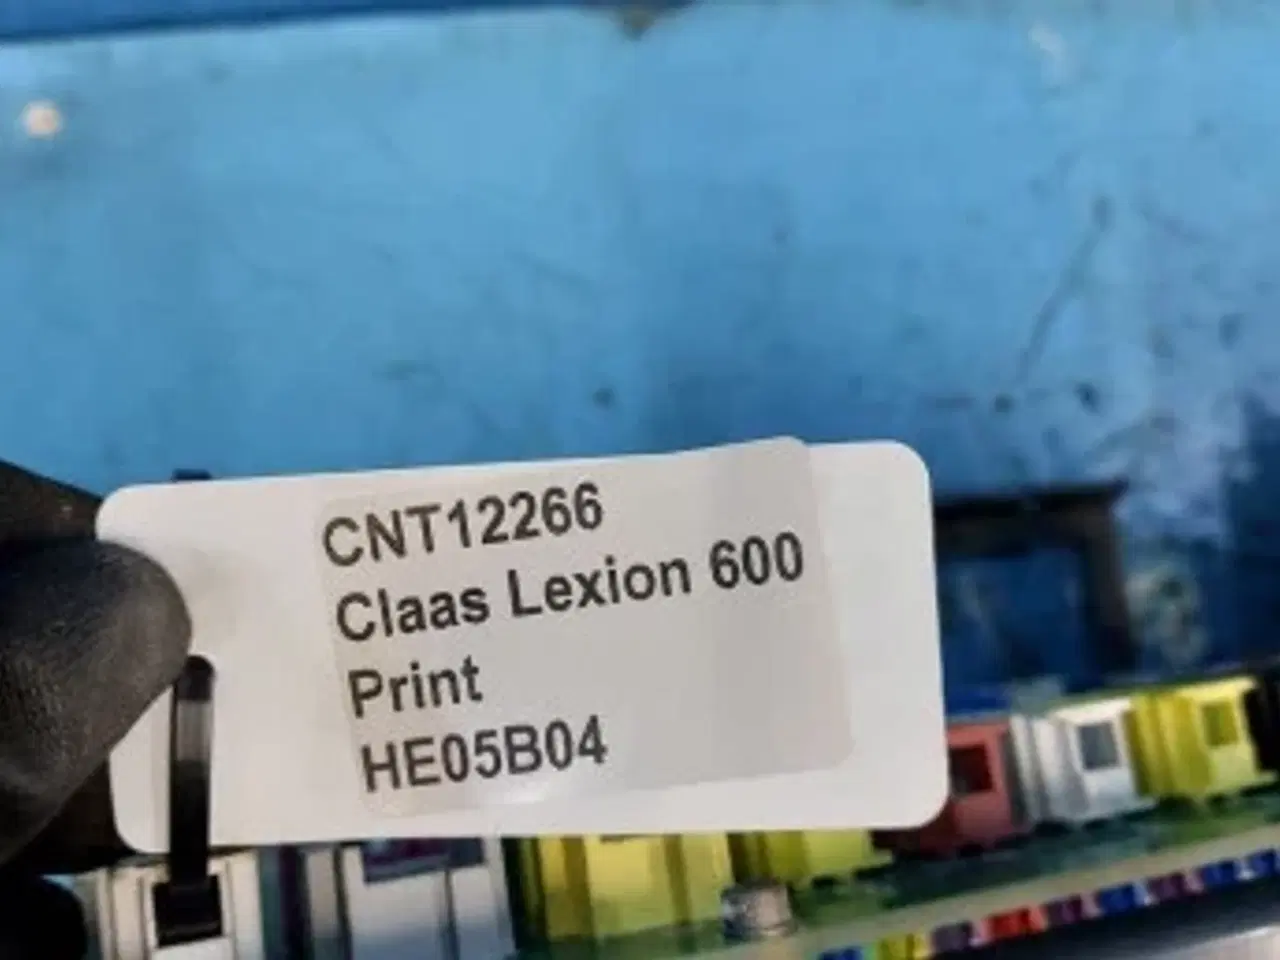 CNT12266
Claas Lexion 600
Print
HE05B04